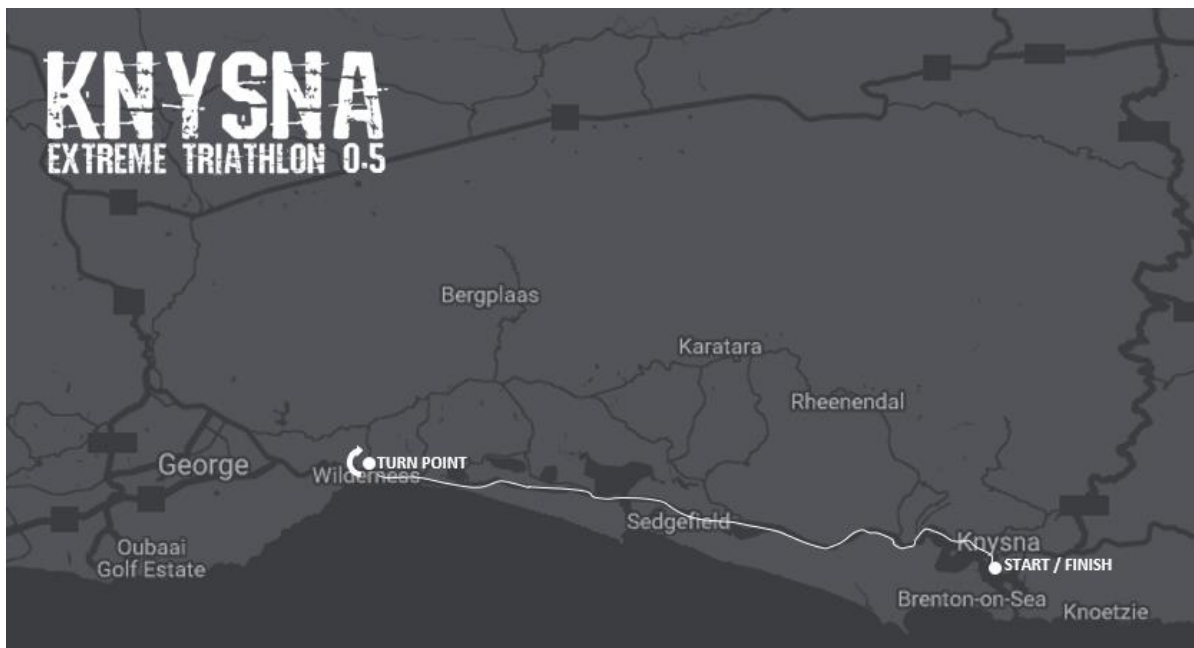 KNYSNA
EXTREME TRIATHLON 0.5
Bergplaas
Karatara
Rheenendal
George
TURN POINT
Wilderness
Sedgefield
Knysna
Oubaai
Golf Estate
START / FINISH
Brenton-on-Sea
Knoetzie